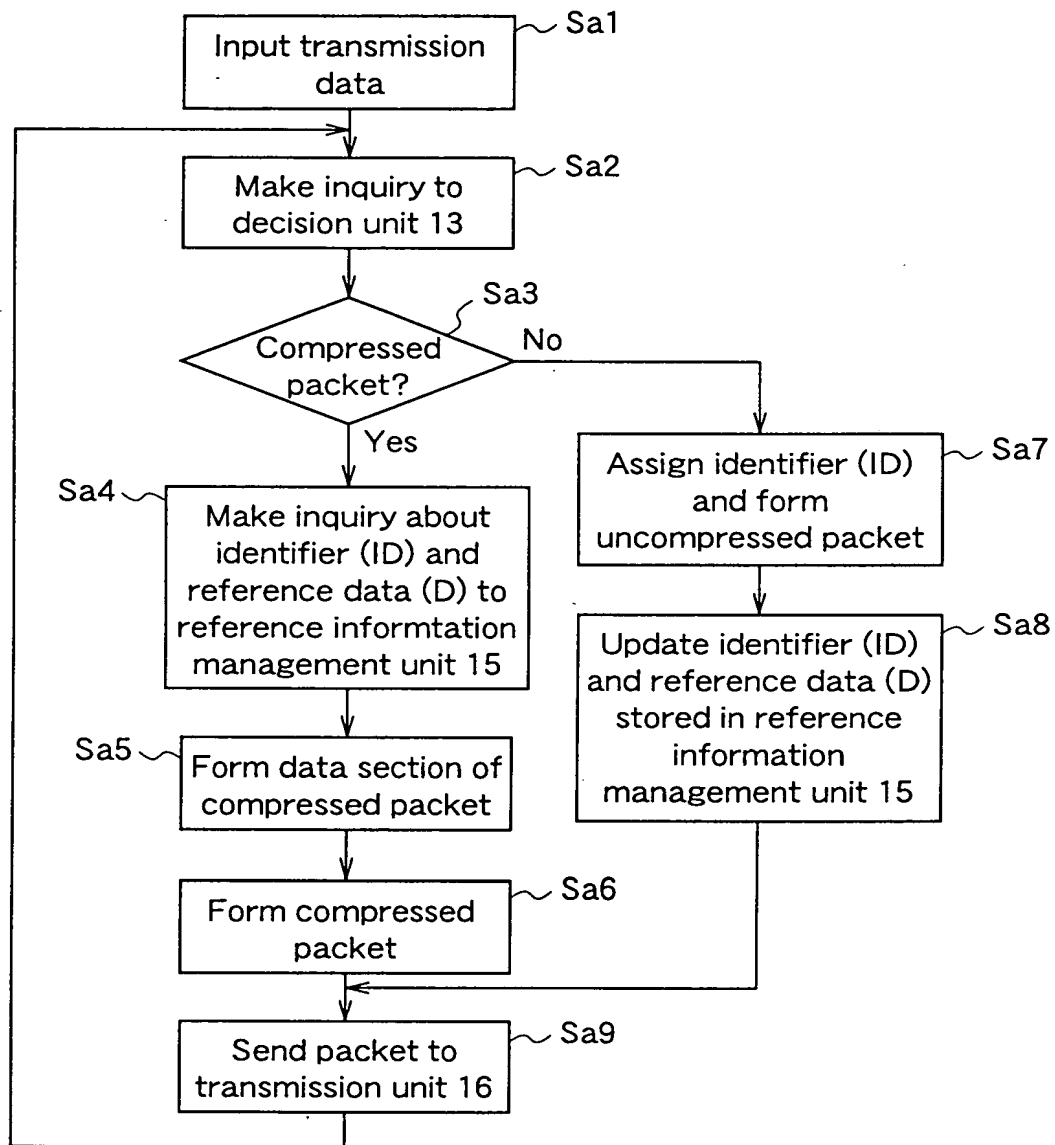 Sa1
Input transmission
data
Sa2
Make inquiry to
decision unit 13
Sa3
Compressed
packet?
No
Yes
Sa4
Make inquiry about
identifier (ID) and
reference data (D) to
reference informtation
management unit 15
Sa7
Assign identifier (ID)
and form
uncompressed packet
Sa8
Update identifier (ID)
and reference data (D)
stored in reference
information
management unit 15
Sa5
Form data section of
compressed packet
Sa6
Form compressed
packet
Sa9
Send packet to
transmission unit 16